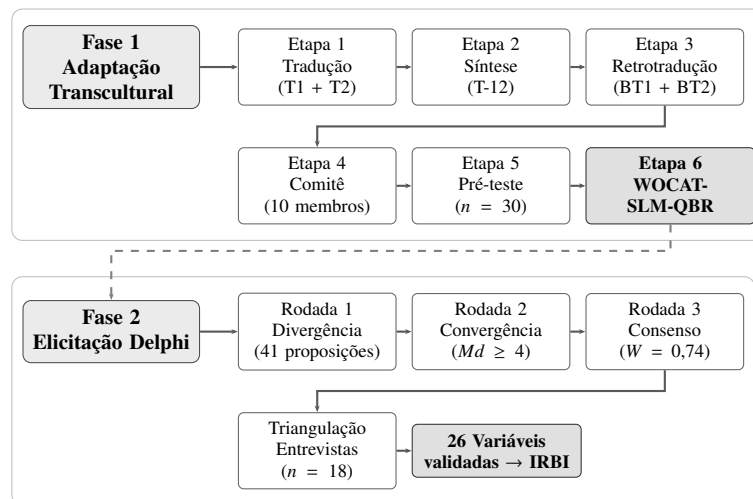 Fase 1
Adaptação
Transcultural
Etapa 1
Tradução
(T1 + T2)
Etapa 2
Síntese
(T-12)
Etapa 3
Retrotradução
(BT1 + BT2)
Etapa 4
Comitê
(10 membros)
Etapa 5
Pré-teste
(n = 30)
Etapa 6
WOCAT-
SLM-QBR
Fase 2
Elicitação Delphi
Rodada 1
Divergência
(41 proposições)
Rodada 2
Convergência
(Md ≥ 4)
Rodada 3
Consenso
(W = 0,74)
Triangulação
Entrevistas
(n = 18)
26 Variáveis
validadas → IRBI